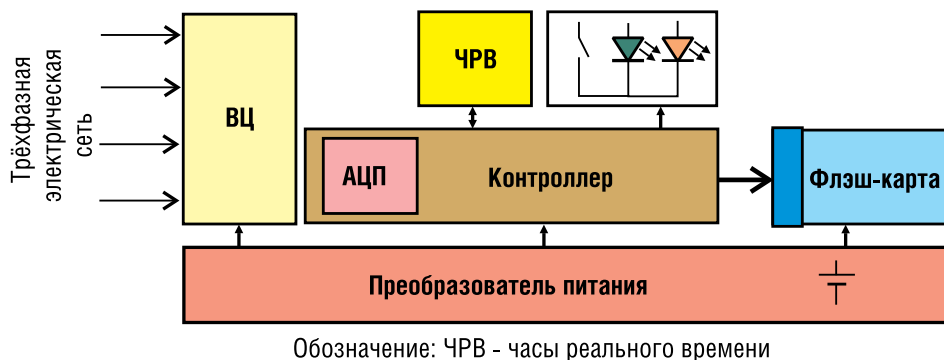 Трёхфазная
электрическая
сеть
ВЦ
ЧРВ
АЦП
Контроллер
Флэш-карта
Преобразователь питания
Обозначение: ЧРВ - часы реального времени